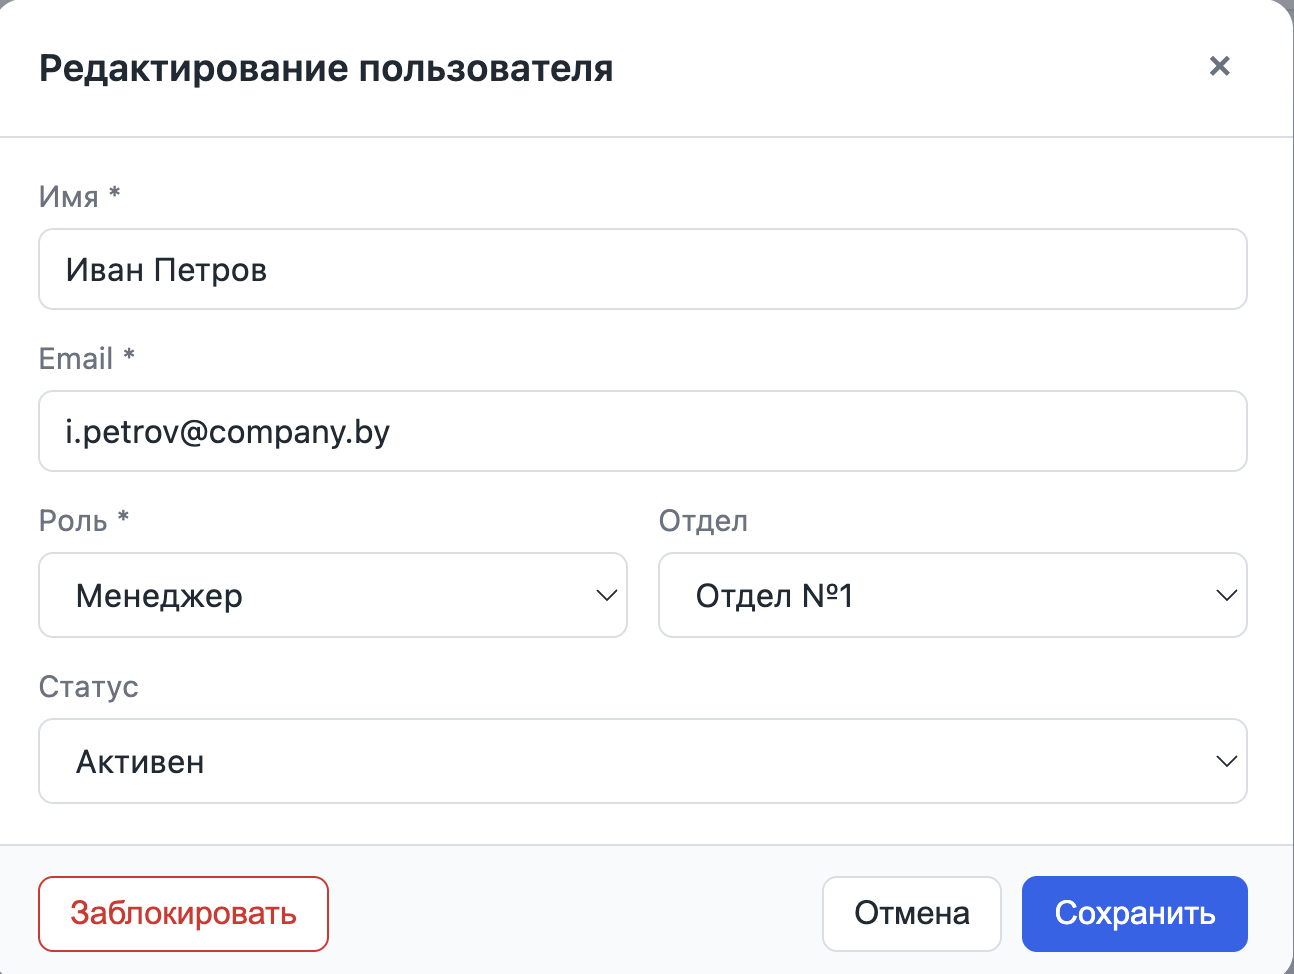 Редактирование пользователя ×
Имя *
Иван Петров
Email *
i.petrov@company.by
Роль * Отдел
Менеджер Отдел №1
Статус
Активен
Заблокировать Отмена Сохранить